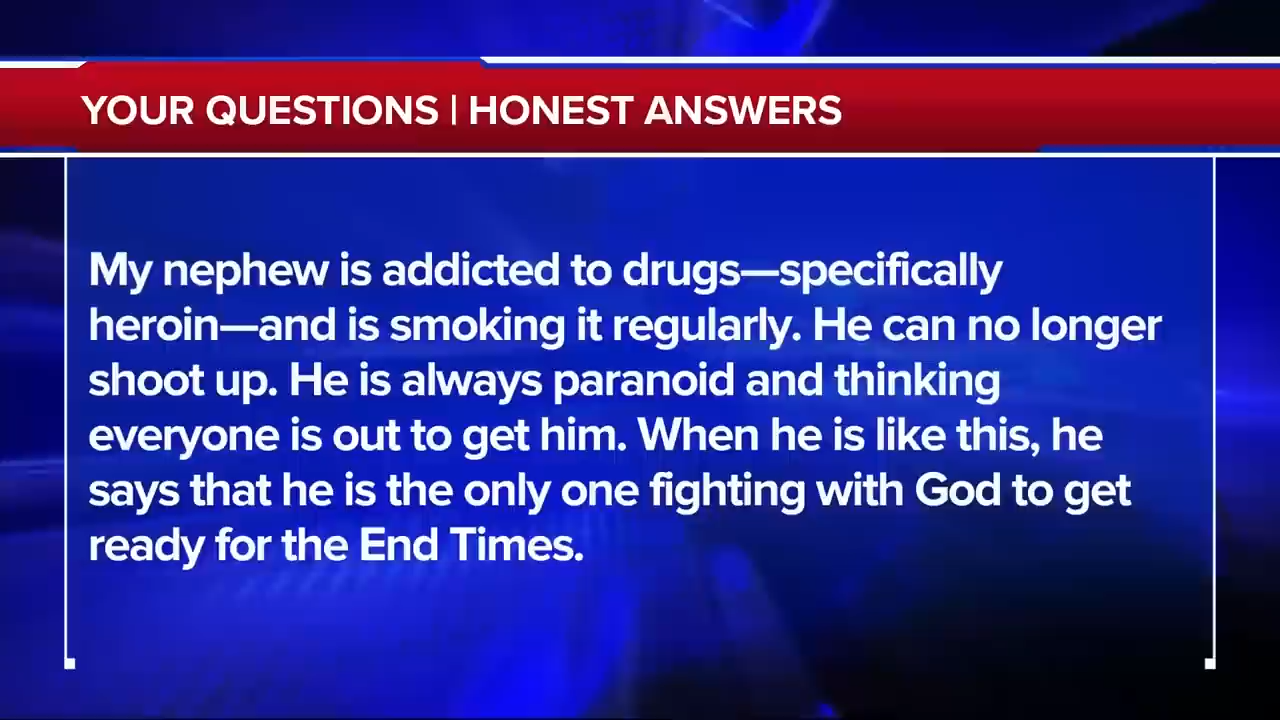 YOUR QUESTIONS | HONEST ANSWERS
My nephew is addicted to drugs—specifically
heroin—and is smoking it regularly. He can no longer
shoot up. He is always paranoid and thinking
everyone is out to get him. When he is like this, he
says that he is the only one fighting with God to get
ready for the End Times.